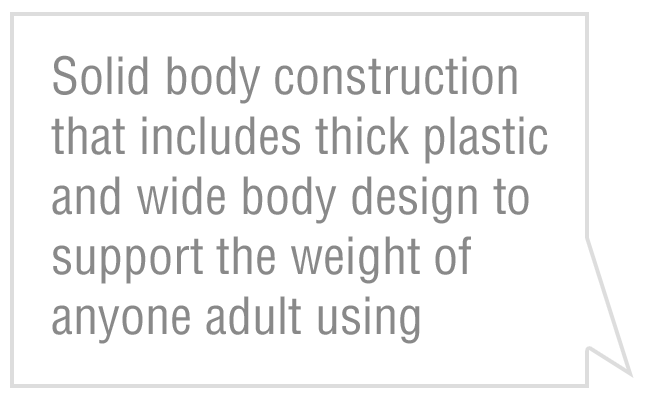 Solid body construction
that includes thick plastic
and wide body design to
support the weight of
anyone adult using